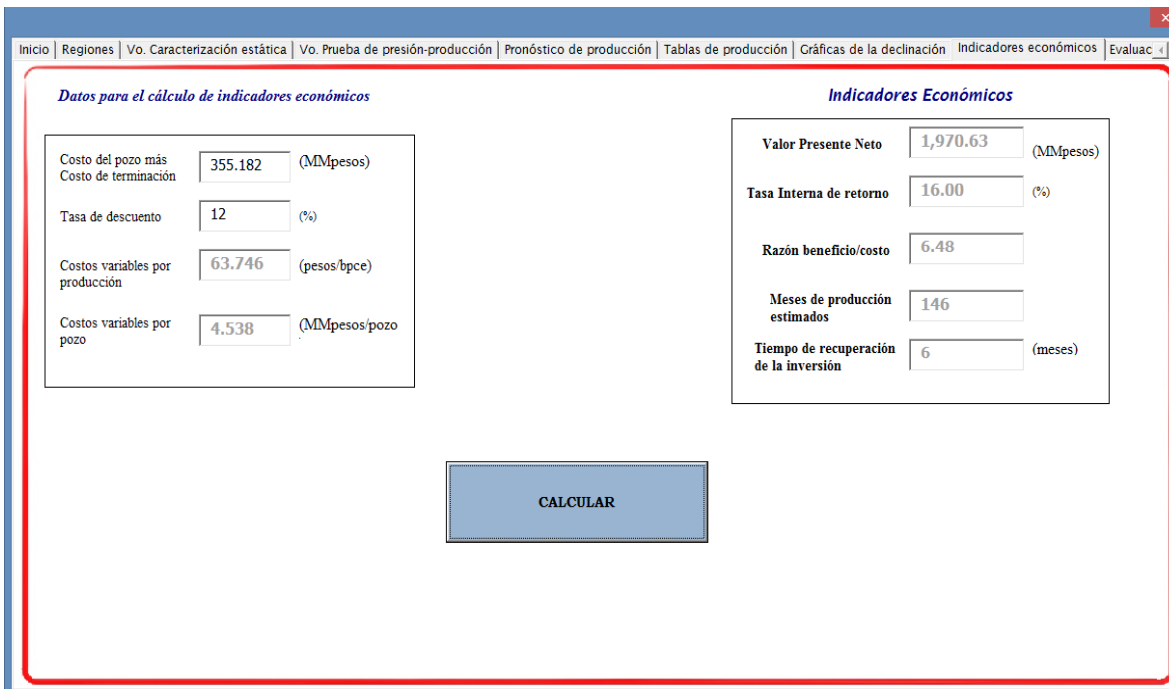 Inicio | Regiones | Vo. Caracterización estática | Vo. Prueba de presión-producción | Pronóstico de producción | Tablas de producción | Gráficas de la declinación | Indicadores económicos | Evaluac
Datos para el cálculo de indicadores económicos
Costo del pozo más
Costo de terminación
355.182
(MMpesos)
Tasa de descuento
12
(%)
Costos variables por
producción
63.746
(pesos/bpce)
Costos variables por
pozo
4.538
(MMpesos/pozo
Indicadores Económicos
Valor Presente Neto
1,970.63
(MMpesos)
Tasa Interna de retorno
16.00
(%)
Razón beneficio/costo
6.48
Meses de producción
estimados
146
Tiempo de recuperación
de la inversión
6
(meses)
CALCULAR